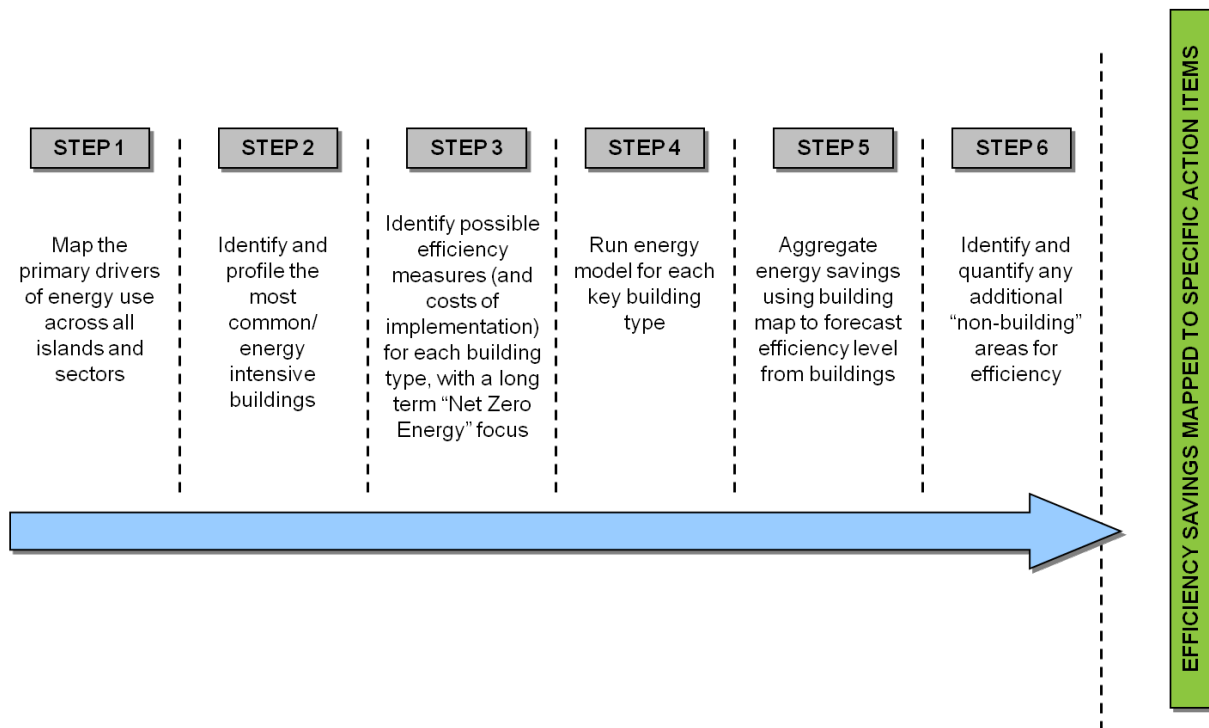 STEP 1
Map the
primary drivers
of energy use
across all
islands and
sectors
STEP 2
Identify and
profile the
most
common/
energy
intensive
buildings
STEP 3
Identify possible
efficiency
measures (and
costs of
implementation)
for each building
type, with a long
term “Net Zero
Energy” focus
STEP 4
Run energy
model for each
key building
type
STEP 5
Aggregate
energy savings
using building
map to forecast
efficiency level
from buildings
STEP 6
Identify and
quantify any
additional
“non-building”
areas for
efficiency
EFFICIENCY SAVINGS MAPPED TO SPECIFIC ACTION ITEMS